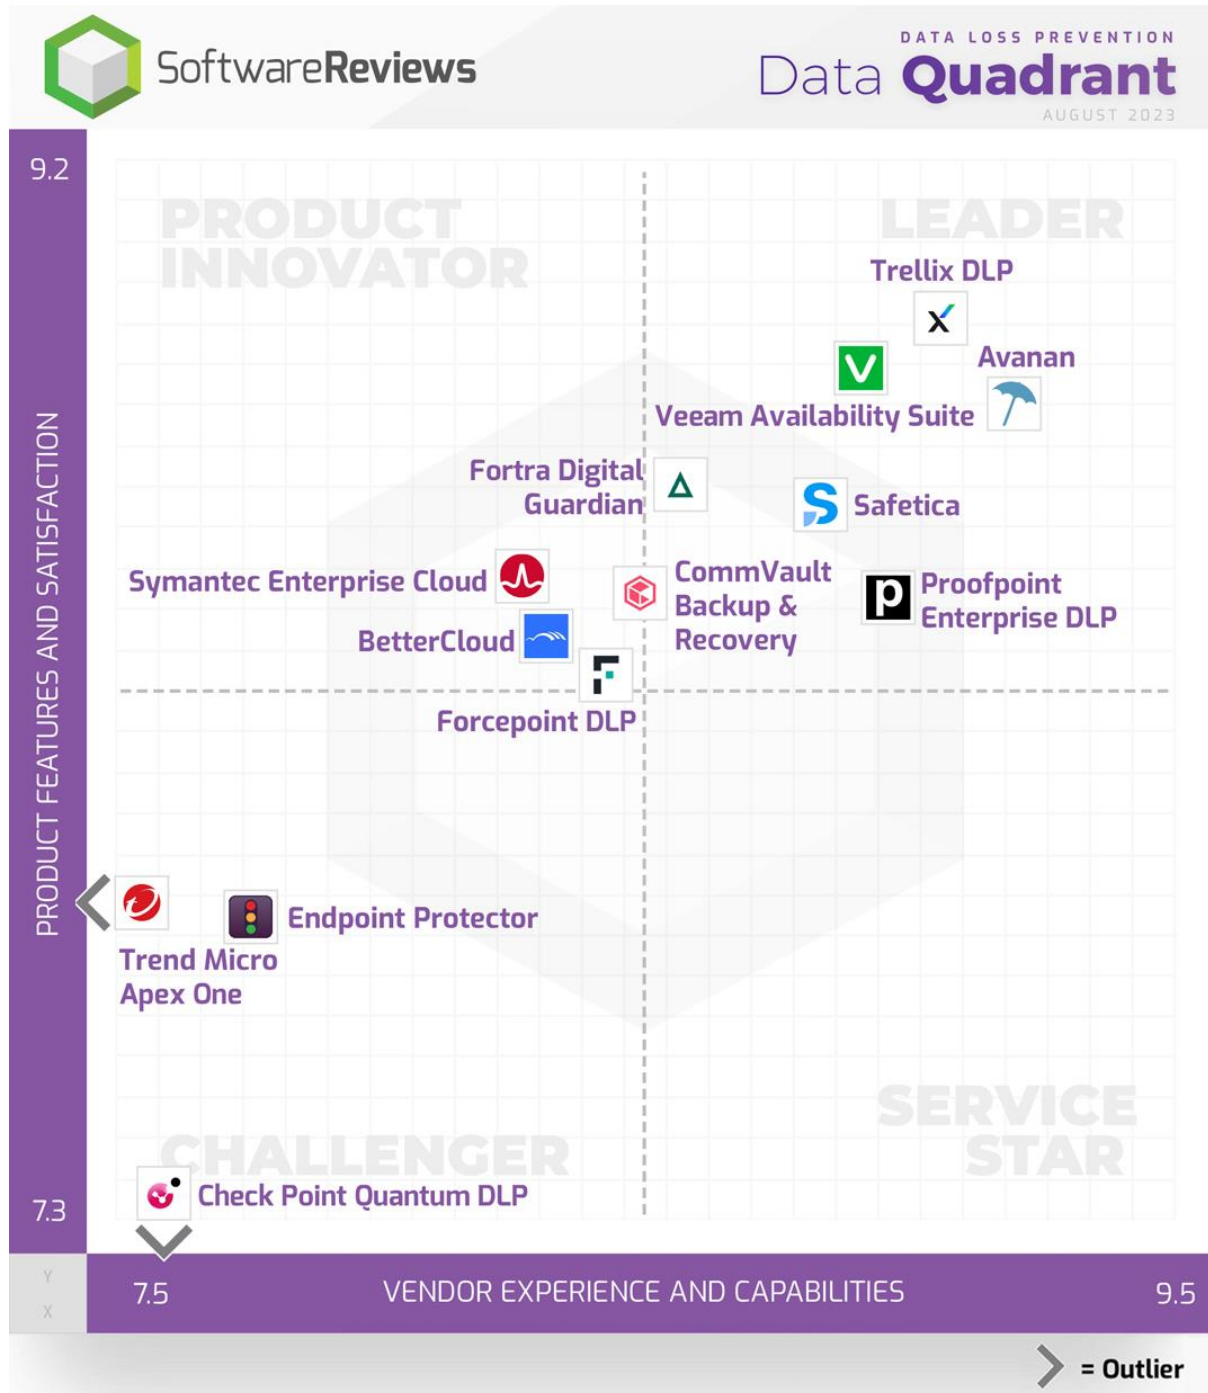 SoftwareReviews
DATA LOSS PREVENTION
Data Quadrant
AUGUST 2023
9.2
PRODUCT
INNOVATOR
LEADER
Trellix DLP
Avanan
Veeam Availability Suite
Fortra Digital
Guardian
Safetica
Symantec Enterprise Cloud
CommVault
Backup &
Recovery
Proofpoint
Enterprise DLP
BetterCloud
Forcepoint DLP
PRODUCT FEATURES AND SATISFACTION
Endpoint Protector
Trend Micro
Apex One
SERVICE
STAR
CHALLENGER
Check Point Quantum DLP
7.3
Y
X
7.5
VENDOR EXPERIENCE AND CAPABILITIES
9.5
= Outlier